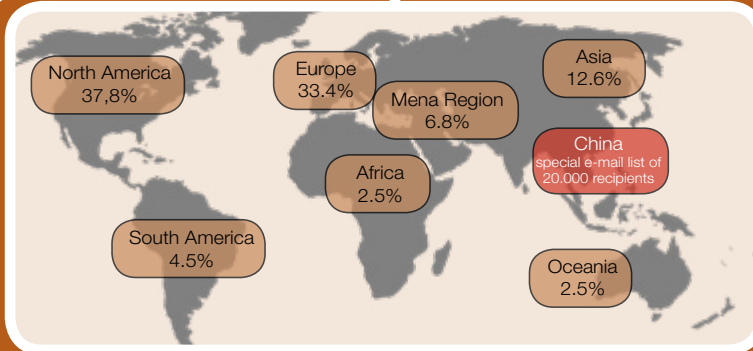 North America
37,8%
Europe
33.4%
Mena Region
6.8%
Asia
12.6%
China
special e-mail list of
20.000 recipients
Africa
2.5%
South America
4.5%
Oceania
2.5%